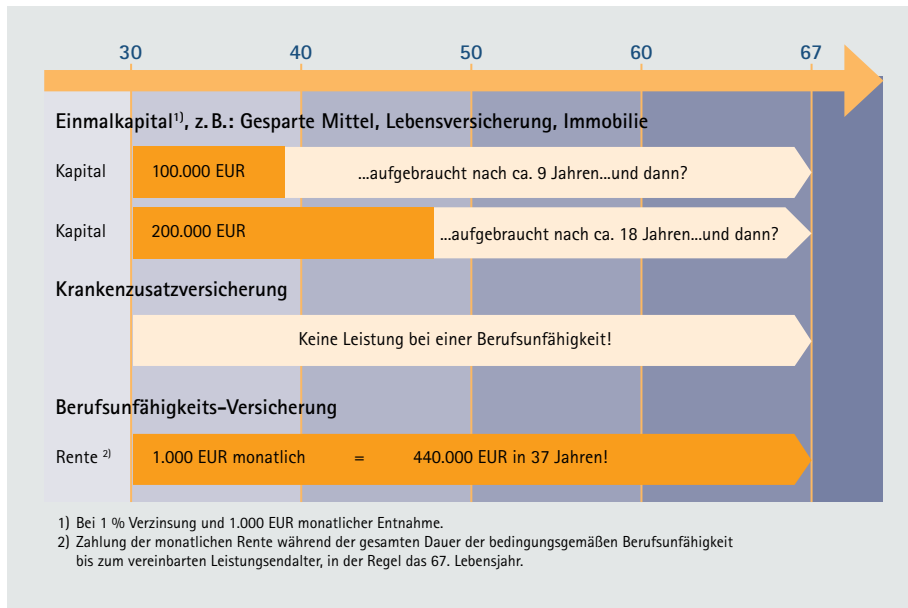 30 40 50 60 67
Einmalkapital¹⁾, z. B.: Gesparte Mittel, Lebensversicherung, Immobilie
Kapital 100.000 EUR ...aufgebraucht nach ca. 9 Jahren...und dann?
Kapital 200.000 EUR ...aufgebraucht nach ca. 18 Jahren...und dann?
Krankenzusatzversicherung
Keine Leistung bei einer Berufsunfähigkeit!
Berufsunfähigkeits-Versicherung
Rente ²⁾ 1.000 EUR monatlich = 440.000 EUR in 37 Jahren!
1) Bei 1 % Verzinsung und 1.000 EUR monatlicher Entnahme.
2) Zahlung der monatlichen Rente während der gesamten Dauer der bedingungsgemäßen Berufsunfähigkeit
bis zum vereinbarten Leistungsendalter, in der Regel das 67. Lebensjahr.